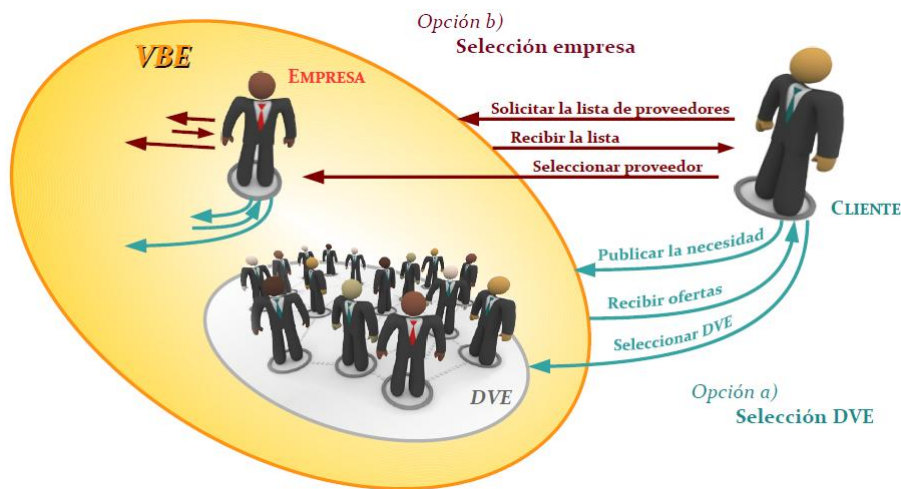 Opción b)
Selección empresa
VBE
EMPRESA
Solicitar la lista de proveedores
Recibir la lista
Seleccionar proveedor
CLIENTE
Publicar la necesidad
Recibir ofertas
Seleccionar DVE
DVE
Opción a)
Selección DVE